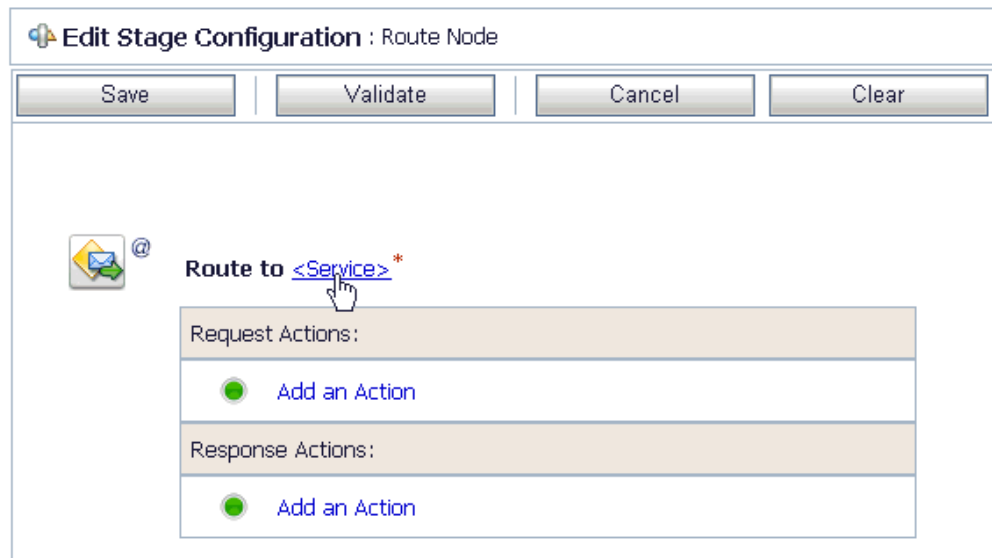 Edit Stage Configuration : Route Node
Save Validate Cancel Clear
@
Route to <Service>*
Request Actions:
Add an Action
Response Actions:
Add an Action